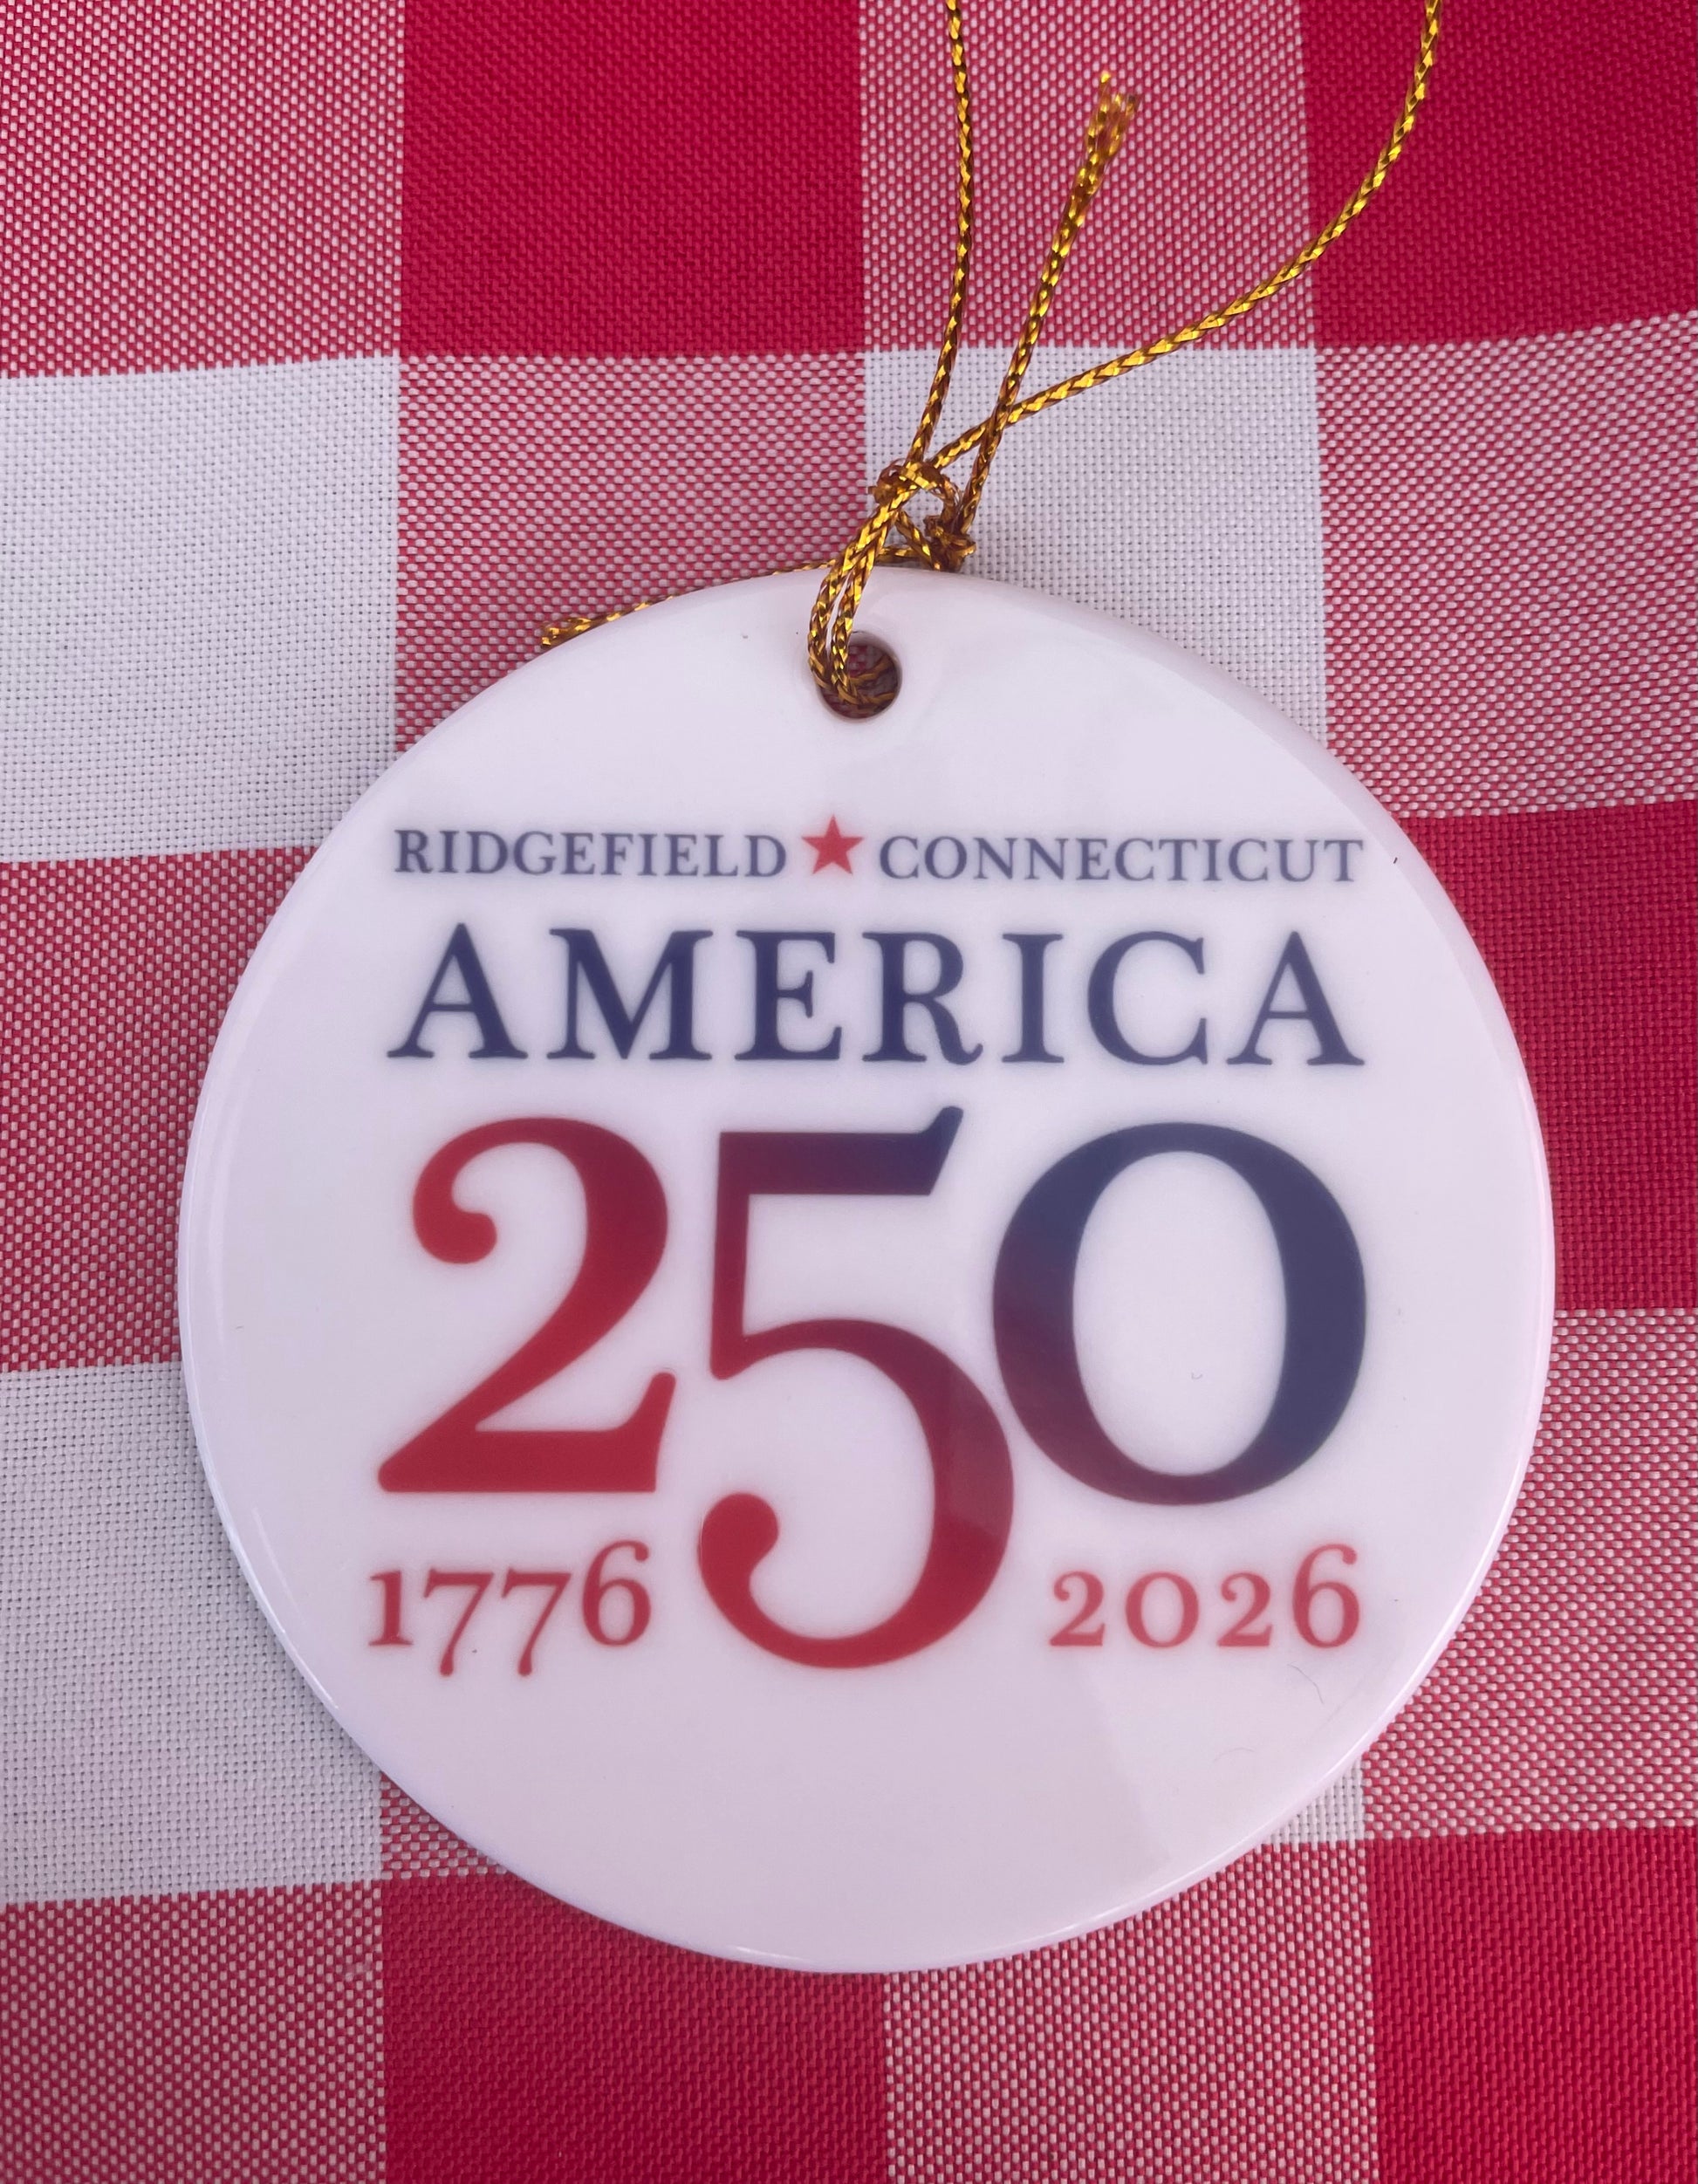 RIDGEFIELD ★ CONNECTICUT
AMERICA
250
1776 2026